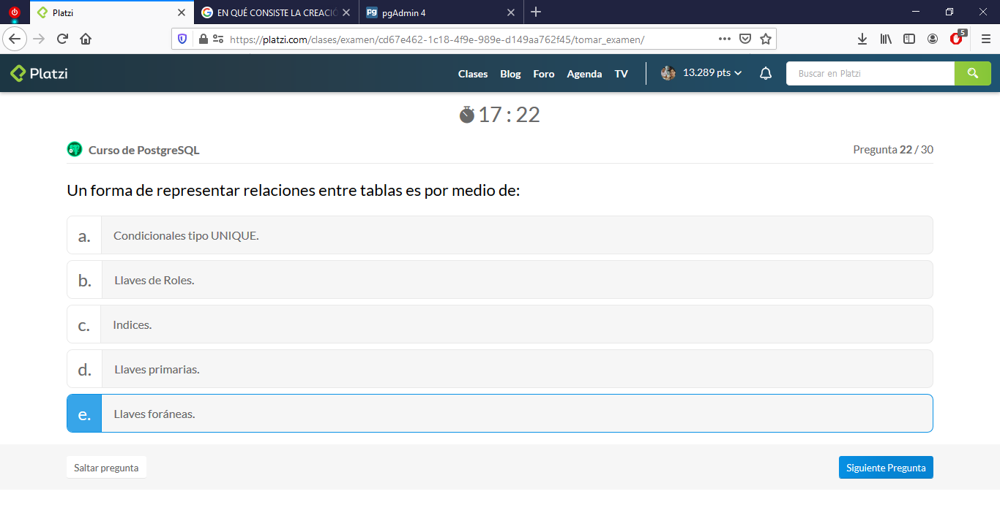 Platzi
EN QUÉ CONSISTE LA CREACIÓ
pgAdmin 4
https://platzi.com/clases/examen/cd67e462-1c18-4f9e-989e-d149aa762f45/tomar_examen/
5
Platzi
Clases Blog Foro Agenda TV 13.289 pts Buscar en Platzi
17 : 22
Curso de PostgreSQL Pregunta 22 / 30
Un forma de representar relaciones entre tablas es por medio de:
a. Condicionales tipo UNIQUE.
b. Llaves de Roles.
c. Indices.
d. Llaves primarias.
e. Llaves foráneas.
Saltar pregunta Siguiente Pregunta